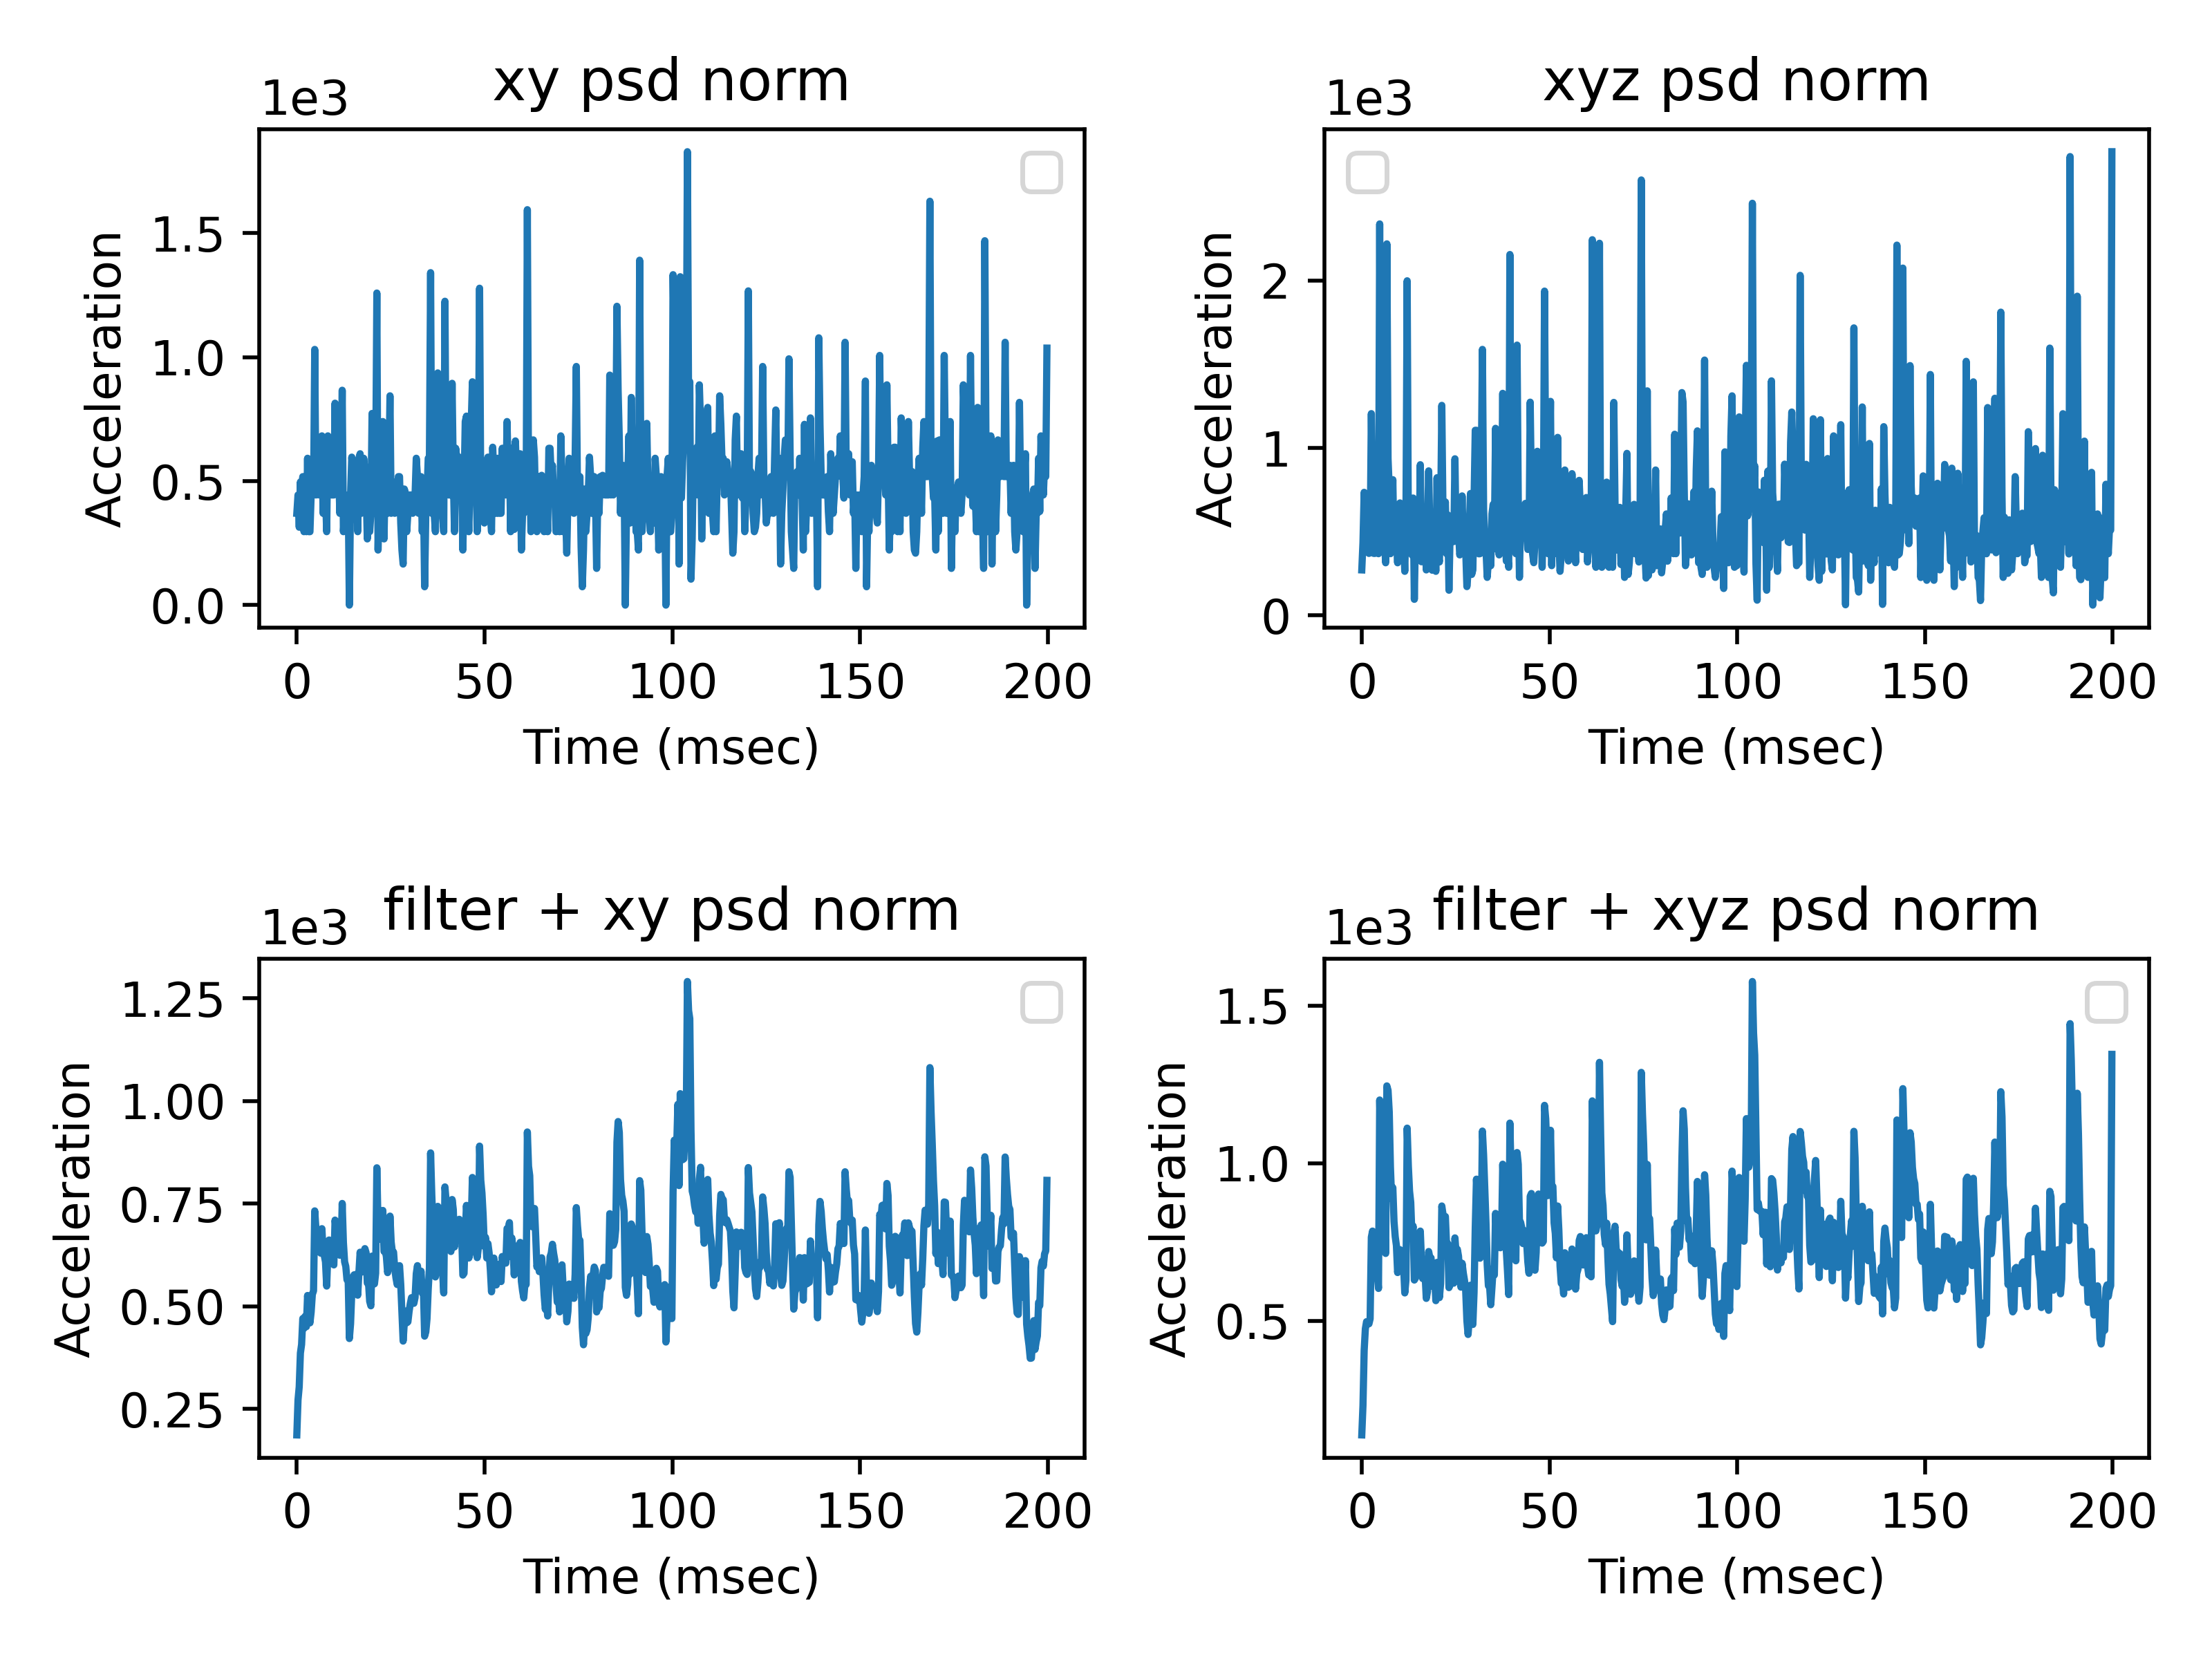 xy psd norm
1e3
Acceleration
1.5
1.0
0.5
0.0
0 50 100 150 200
Time (msec)
xyz psd norm
1e3
Acceleration
2
1
0
0 50 100 150 200
Time (msec)
filter + xy psd norm
1e3
Acceleration
1.25
1.00
0.75
0.50
0.25
0 50 100 150 200
Time (msec)
filter + xyz psd norm
1e3
Acceleration
1.5
1.0
0.5
0 50 100 150 200
Time (msec)